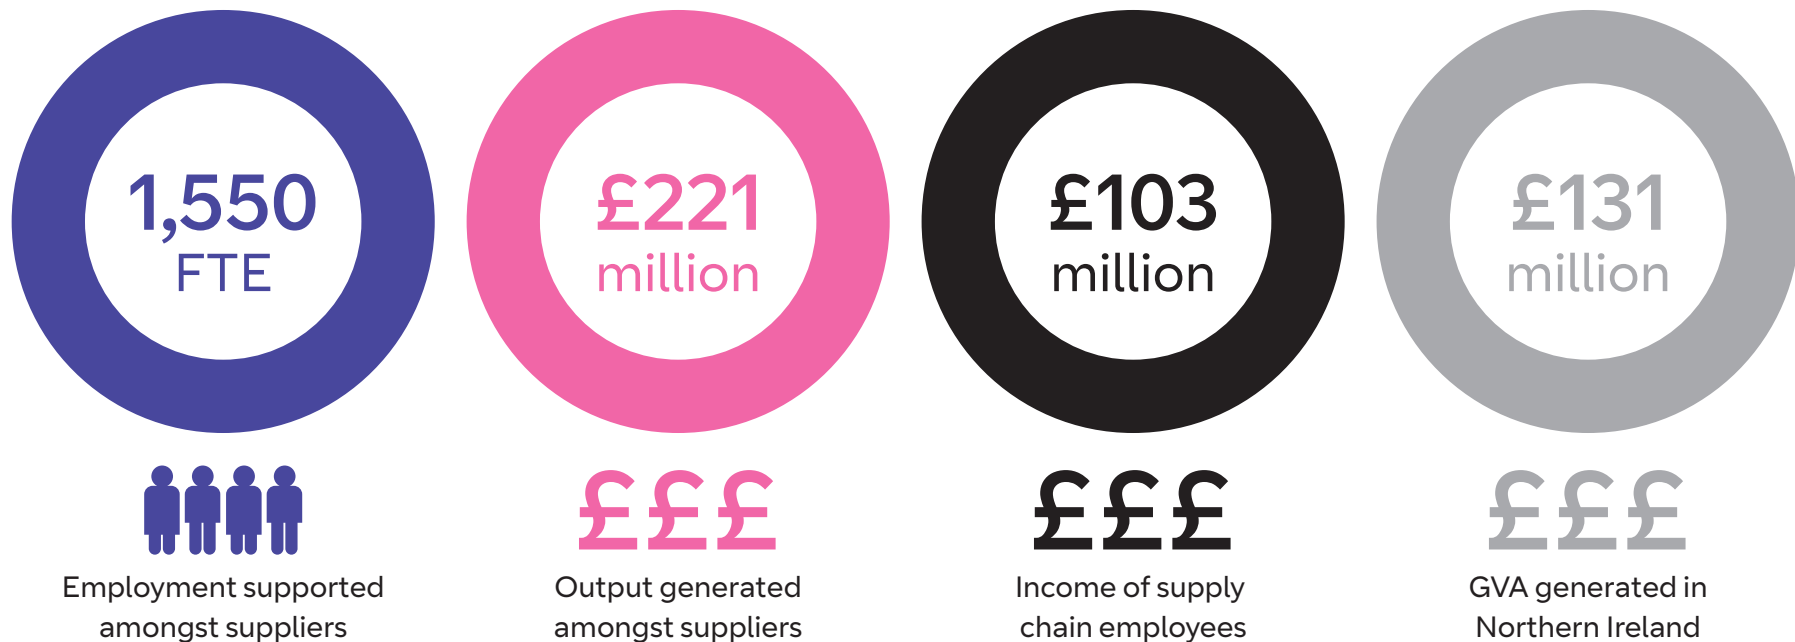 1,550
FTE
£221
million
£103
million
£131
million
£££
£££
£££
Employment supported
amongst suppliers
Output generated
amongst suppliers
Income of supply
chain employees
GVA generated in
Northern Ireland